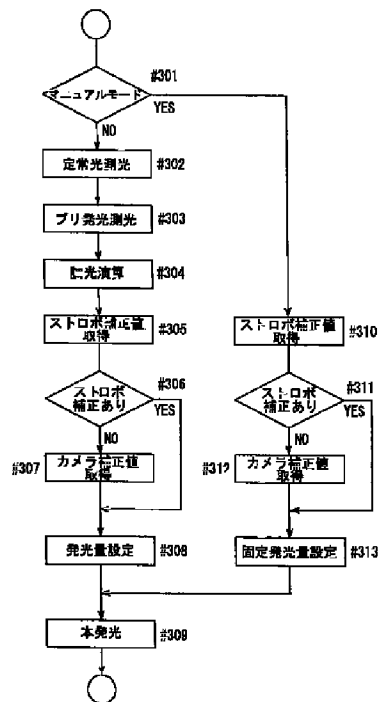 #301
マニュアルモード
YES
NO
定常光測光 #302
プリ発光測光 #303
調光演算 #304
ストロボ補正値
取得
#305
#306
ストロボ
補正あり
YES
NO
#307
カメラ補正値
取得
発光量設定 #308
本発光 #309
ストロボ補正値
取得
#310
#311
ストロボ
補正あり
YES
NO
#312
カメラ補正値
取得
固定発光量設定 #313